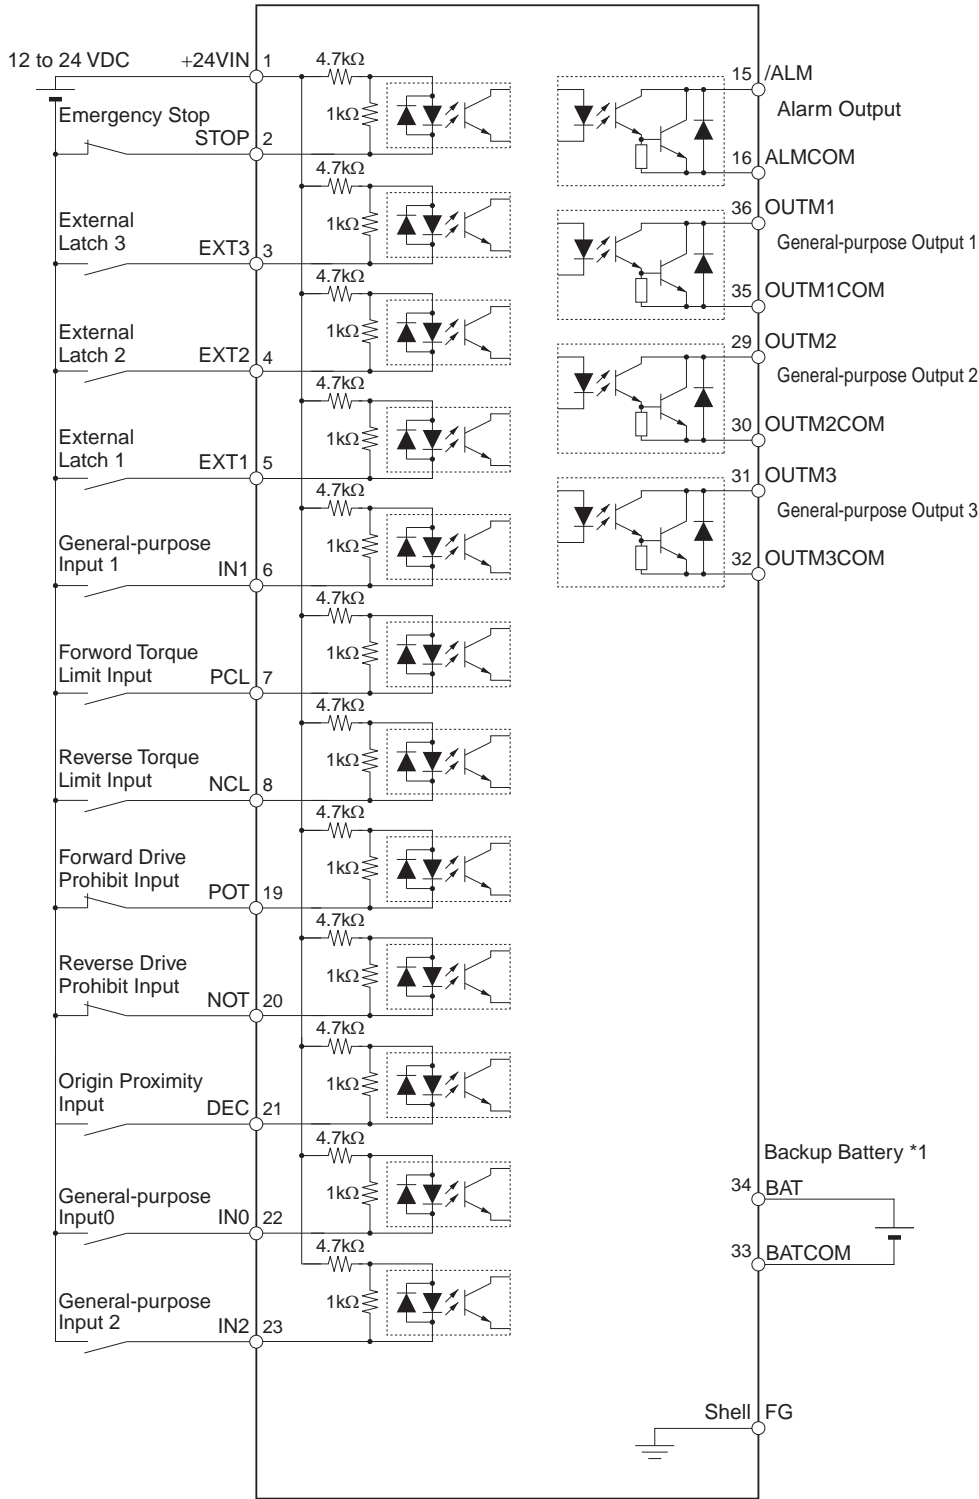 12 to 24 VDC
+24VIN 1
4.7kΩ
1kΩ
Emergency Stop
STOP 2
4.7kΩ
1kΩ
External
Latch 3
EXT3 3
4.7kΩ
1kΩ
External
Latch 2
EXT2 4
4.7kΩ
1kΩ
External
Latch 1
EXT1 5
4.7kΩ
1kΩ
General-purpose
Input 1
IN1 6
4.7kΩ
1kΩ
Forword Torque
Limit Input
PCL 7
4.7kΩ
1kΩ
Reverse Torque
Limit Input
NCL 8
4.7kΩ
1kΩ
Forward Drive
Prohibit Input
POT 19
4.7kΩ
1kΩ
Reverse Drive
Prohibit Input
NOT 20
4.7kΩ
1kΩ
Origin Proximity
Input
DEC 21
4.7kΩ
1kΩ
General-purpose
Input0
IN0 22
4.7kΩ
1kΩ
General-purpose
Input 2
IN2 23
15 /ALM
Alarm Output
16 ALMCOM
36 OUTM1
General-purpose Output 1
35 OUTM1COM
29 OUTM2
General-purpose Output 2
30 OUTM2COM
31 OUTM3
General-purpose Output 3
32 OUTM3COM
Backup Battery *1
34 BAT
33 BATCOM
Shell FG